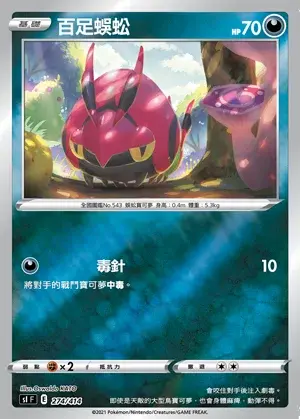 基礎 百足蜈蚣 HP70
全國圖鑑No.543 蜈蚣寶可夢 身高：0.4m 體重：5.3kg
毒針 10
將對手的戰鬥寶可夢中毒。
弱點 ×2 抵抗力 撤退
Illus.Oswaldo KATO
sI F E 274/414
會咬住對手並注入劇毒。
即使是天敵的大型鳥寶可夢，也會身體麻痺，動彈不得。
©2021 Pokémon/Nintendo/Creatures/GAME FREAK.